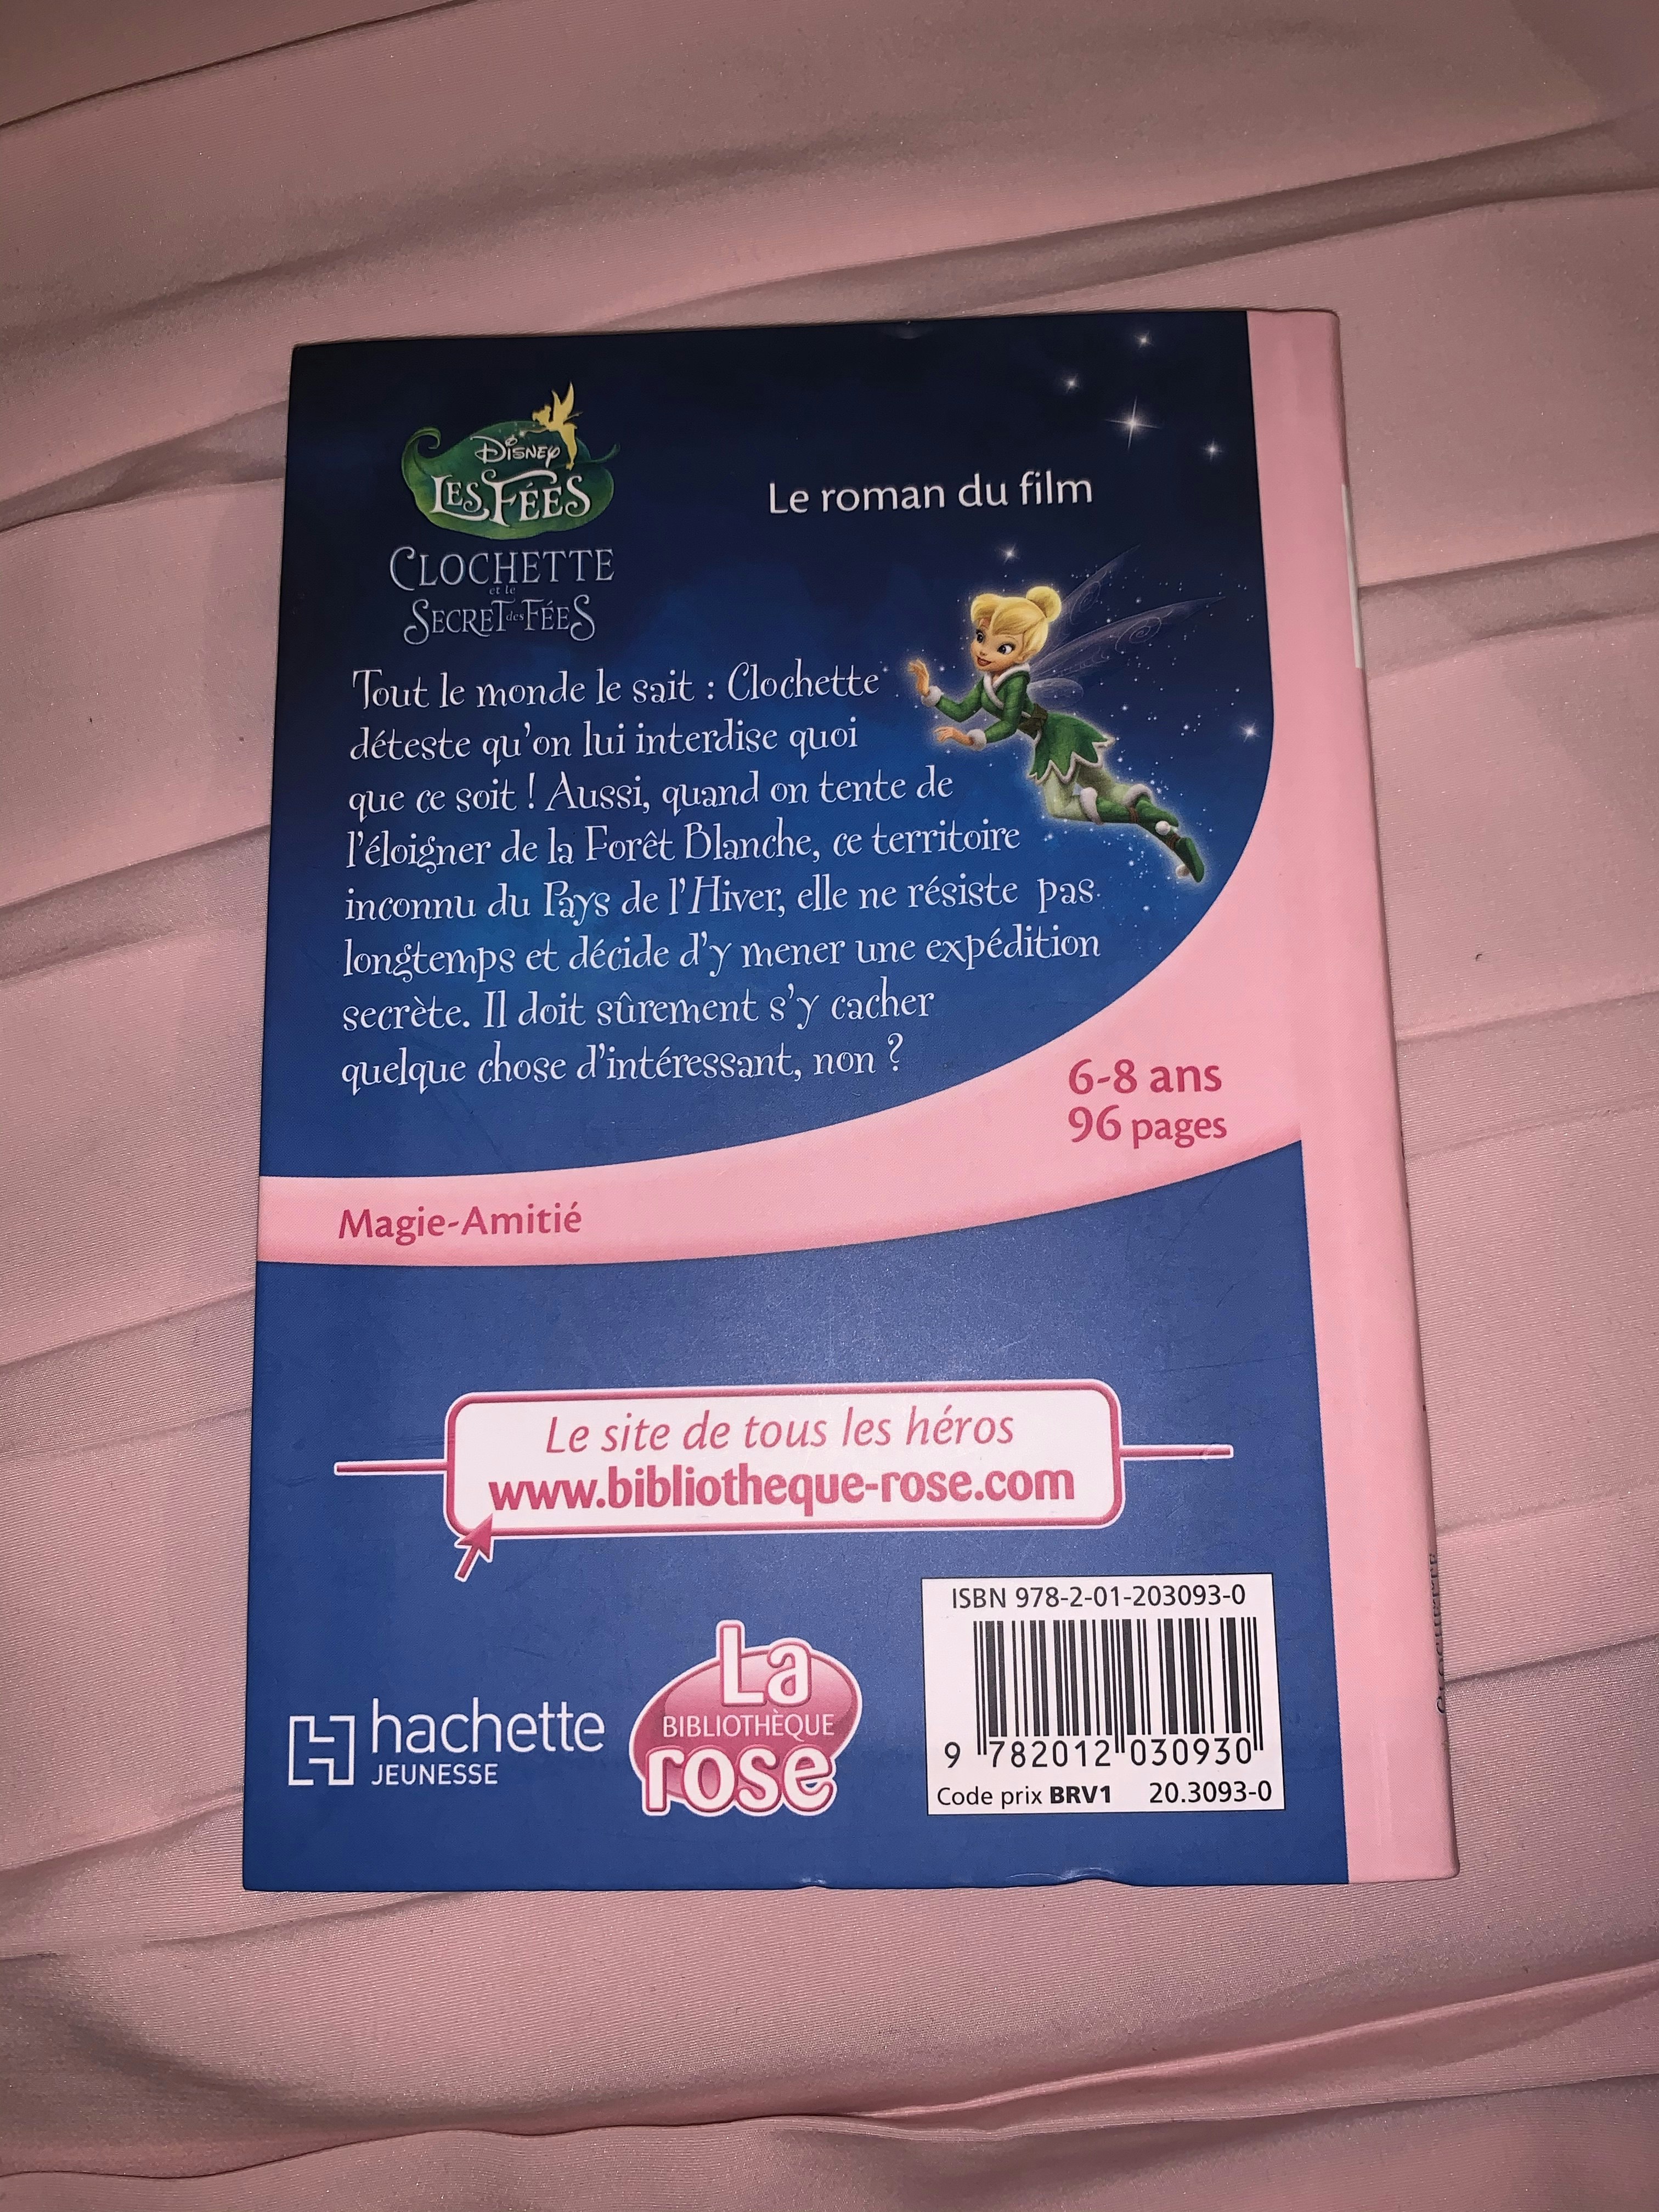 Disney
Les Fées
Clochette
et le
Secret des Fées
Le roman du film
Tout le monde le sait : Clochette
déteste qu'on lui interdise quoi
que ce soit ! Aussi, quand on tente de
l'éloigner de la Forêt Blanche, ce territoire
inconnu du Pays de l'Hiver, elle ne résiste pas
longtemps et décide d'y mener une expédition
secrète. Il doit sûrement s'y cacher
quelque chose d'intéressant, non ?
6-8 ans
96 pages
Magie-Amitié
Le site de tous les héros
www.bibliotheque-rose.com
hachette
JEUNESSE
La
BIBLIOTHÈQUE
rose
ISBN 978-2-01-203093-0
9 782012 030930
Code prix BRV1 20.3093-0